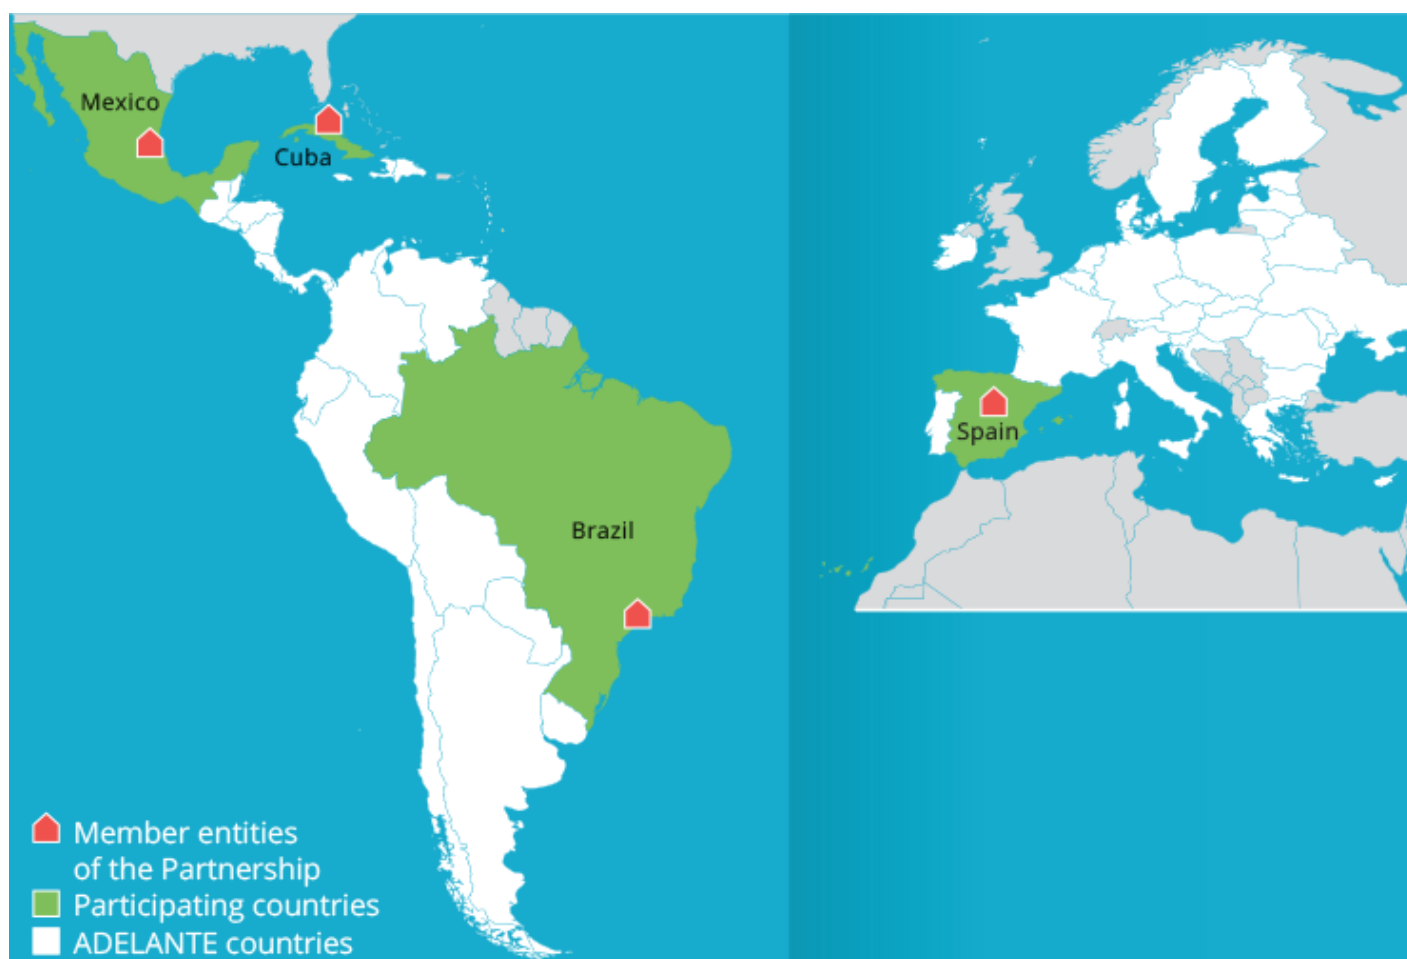 Mexico
Cuba
Spain
Brazil
Member entities
of the Partnership
Participating countries
ADELANTE countries